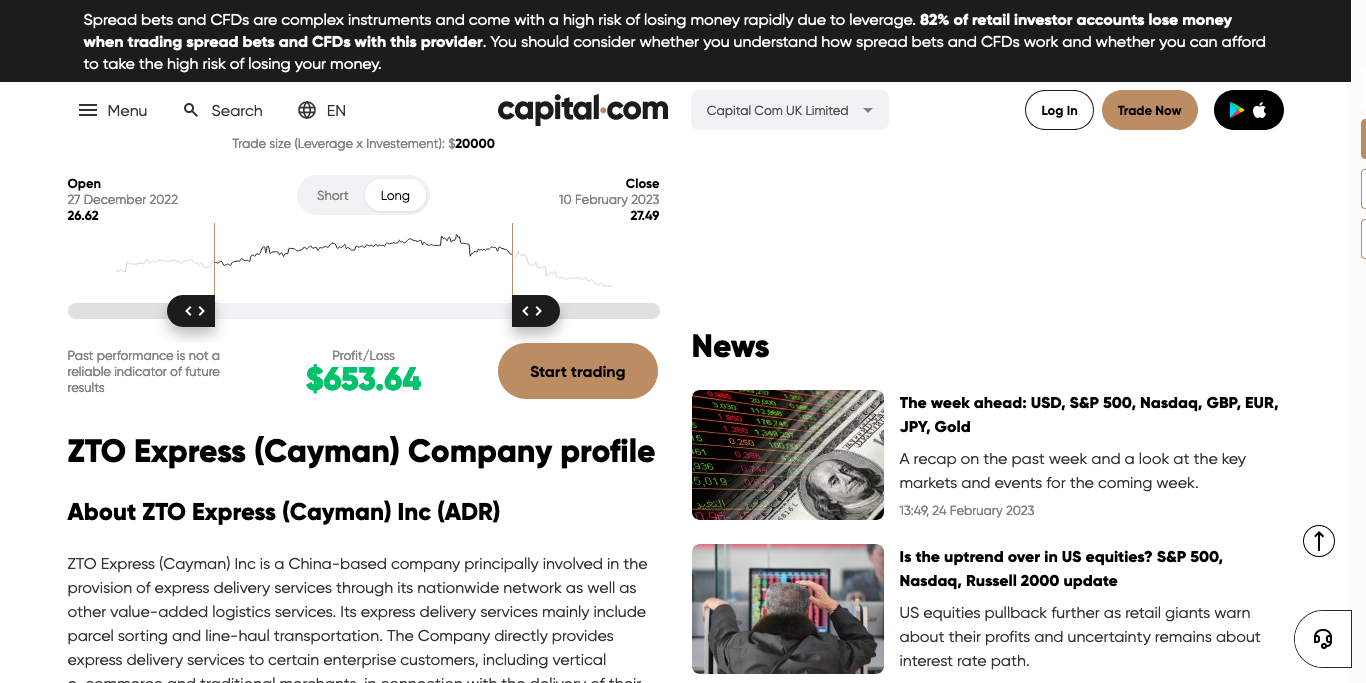 Spread bets and CFDs are complex instruments and come with a high risk of losing money rapidly due to leverage. 82% of retail investor accounts lose money
when trading spread bets and CFDs with this provider. You should consider whether you understand how spread bets and CFDs work and whether you can afford
to take the high risk of losing your money.
Menu Search EN capital.com Capital Com UK Limited Log In Trade Now
Trade size (Leverage x Investement): $20000
Open
27 December 2022
26.62
Short Long
Close
10 February 2023
27.49
Past performance is not a
reliable indicator of future
results
Profit/Loss
$653.64
Start trading
ZTO Express (Cayman) Company profile
About ZTO Express (Cayman) Inc (ADR)
ZTO Express (Cayman) Inc is a China-based company principally involved in the
provision of express delivery services through its nationwide network as well as
other value-added logistics services. Its express delivery services mainly include
parcel sorting and line-haul transportation. The Company directly provides
express delivery services to certain enterprise customers, including vertical
e-commerce and traditional merchants, in connection with the delivery of their
News
The week ahead: USD, S&P 500, Nasdaq, GBP, EUR,
JPY, Gold
A recap on the past week and a look at the key
markets and events for the coming week.
13:49, 24 February 2023
Is the uptrend over in US equities? S&P 500,
Nasdaq, Russell 2000 update
US equities pullback further as retail giants warn
about their profits and uncertainty remains about
interest rate path.